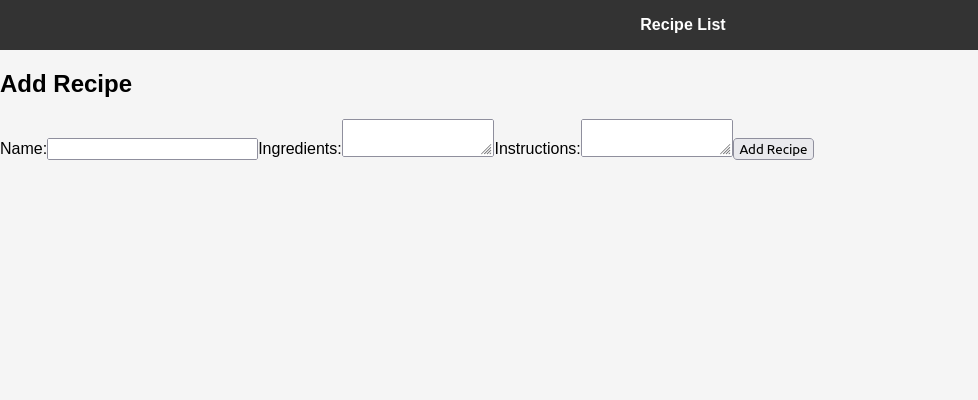 Recipe List
Add Recipe
Name: Ingredients: Instructions: Add Recipe